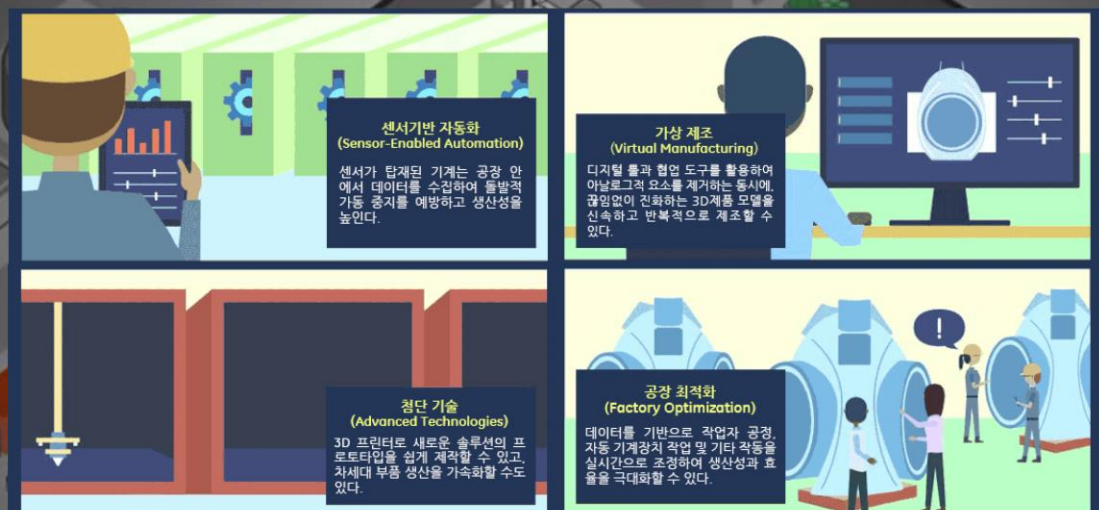 센서기반 자동화
(Sensor-Enabled Automation)
센서가 탑재된 기계는 공장 안
에서 데이터를 수집하여 돌발적
가동 중지를 예방하고 생산성을
높인다.
가상 제조
(Virtual Manufacturing)
디지털 툴과 협업 도구를 활용하여
아날로그적 요소를 제거하는 동시에,
끊임없이 진화하는 3D제품 모델을
신속하고 반복적으로 제조할 수
있다.
첨단 기술
(Advanced Technologies)
3D 프린터로 새로운 솔루션의 프
로토타입을 쉽게 제작할 수 있고,
차세대 부품 생산을 가속화할 수도
있다.
!
공장 최적화
(Factory Optimization)
데이터를 기반으로 작업자 공정,
자동 기계장치 작업 및 기타 작동을
실시간으로 조정하여 생산성과 효
율을 극대화할 수 있다.